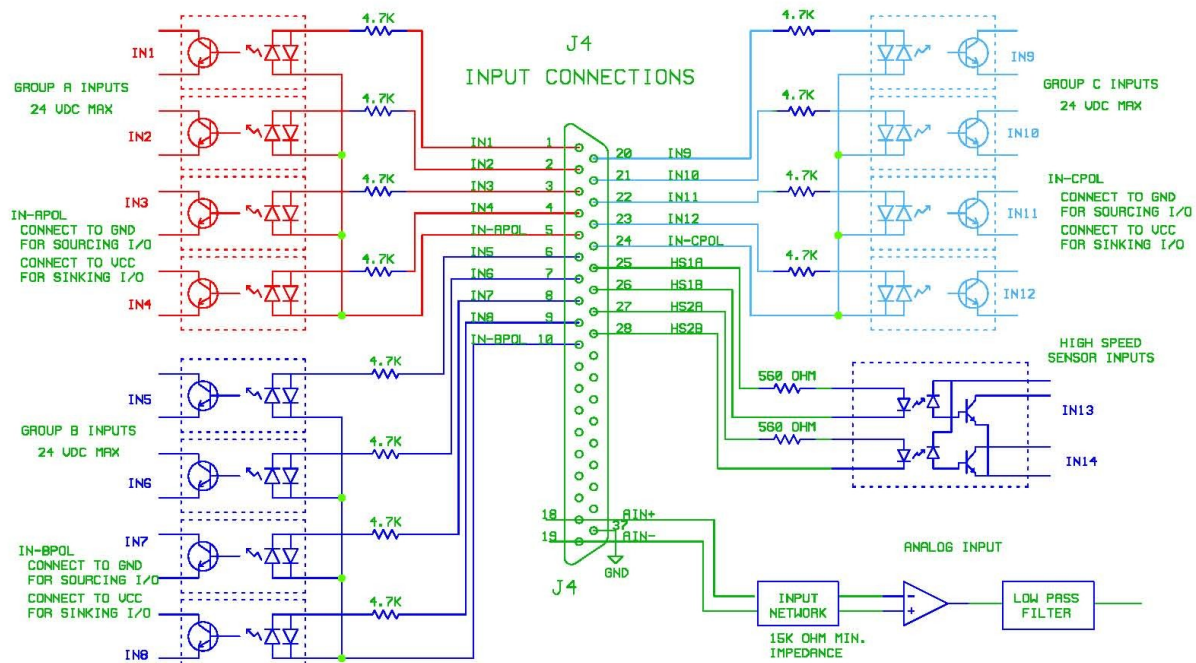 J4
INPUT CONNECTIONS
4.7K
IN1
GROUP A INPUTS
24 VDC MAX
4.7K
IN2
4.7K
IN3
IN-APOL
CONNECT TO GND
FOR SOURCING I/O
CONNECT TO VCC
FOR SINKING I/O
4.7K
IN4
4.7K
IN5
GROUP B INPUTS
24 VDC MAX
4.7K
IN6
4.7K
IN7
IN-BPOL
CONNECT TO GND
FOR SOURCING I/O
CONNECT TO VCC
FOR SINKING I/O
4.7K
IN8
IN1 1
IN2 2
IN3 3
IN4 4
IN-APOL 5
IN5 6
IN6 7
IN7 8
IN8 9
IN-BPOL 10
18
19
20 IN9
21 IN10
22 IN11
23 IN12
24 IN-CPOL
25 HS1A
26 HS1B
27 HS2A
28 HS2B
AIN+
37
AIN-
GND
J4
4.7K
IN9
GROUP C INPUTS
24 VDC MAX
4.7K
IN10
4.7K
IN-CPOL
CONNECT TO GND
FOR SOURCING I/O
CONNECT TO VCC
FOR SINKING I/O
IN11
4.7K
IN12
HIGH SPEED
SENSOR INPUTS
560 OHM
IN13
560 OHM
IN14
ANALOG INPUT
INPUT
NETWORK
- 
+
LOW PASS
FILTER
15K OHM MIN.
IMPEDANCE